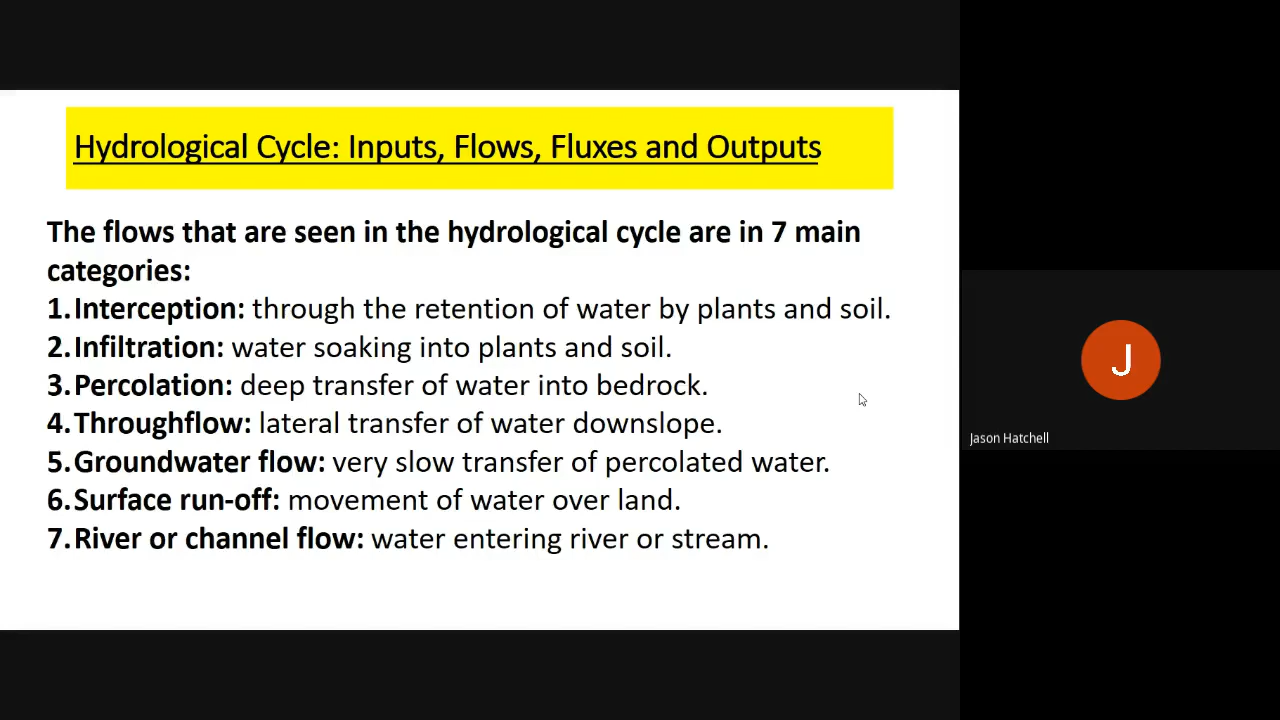 Hydrological Cycle: Inputs, Flows, Fluxes and Outputs
The flows that are seen in the hydrological cycle are in 7 main
categories:
1.Interception: through the retention of water by plants and soil.
2.Infiltration: water soaking into plants and soil.
3.Percolation: deep transfer of water into bedrock.
4.Throughflow: lateral transfer of water downslope.
5.Groundwater flow: very slow transfer of percolated water.
6.Surface run-off: movement of water over land.
7.River or channel flow: water entering river or stream.
J
Jason Hatchell